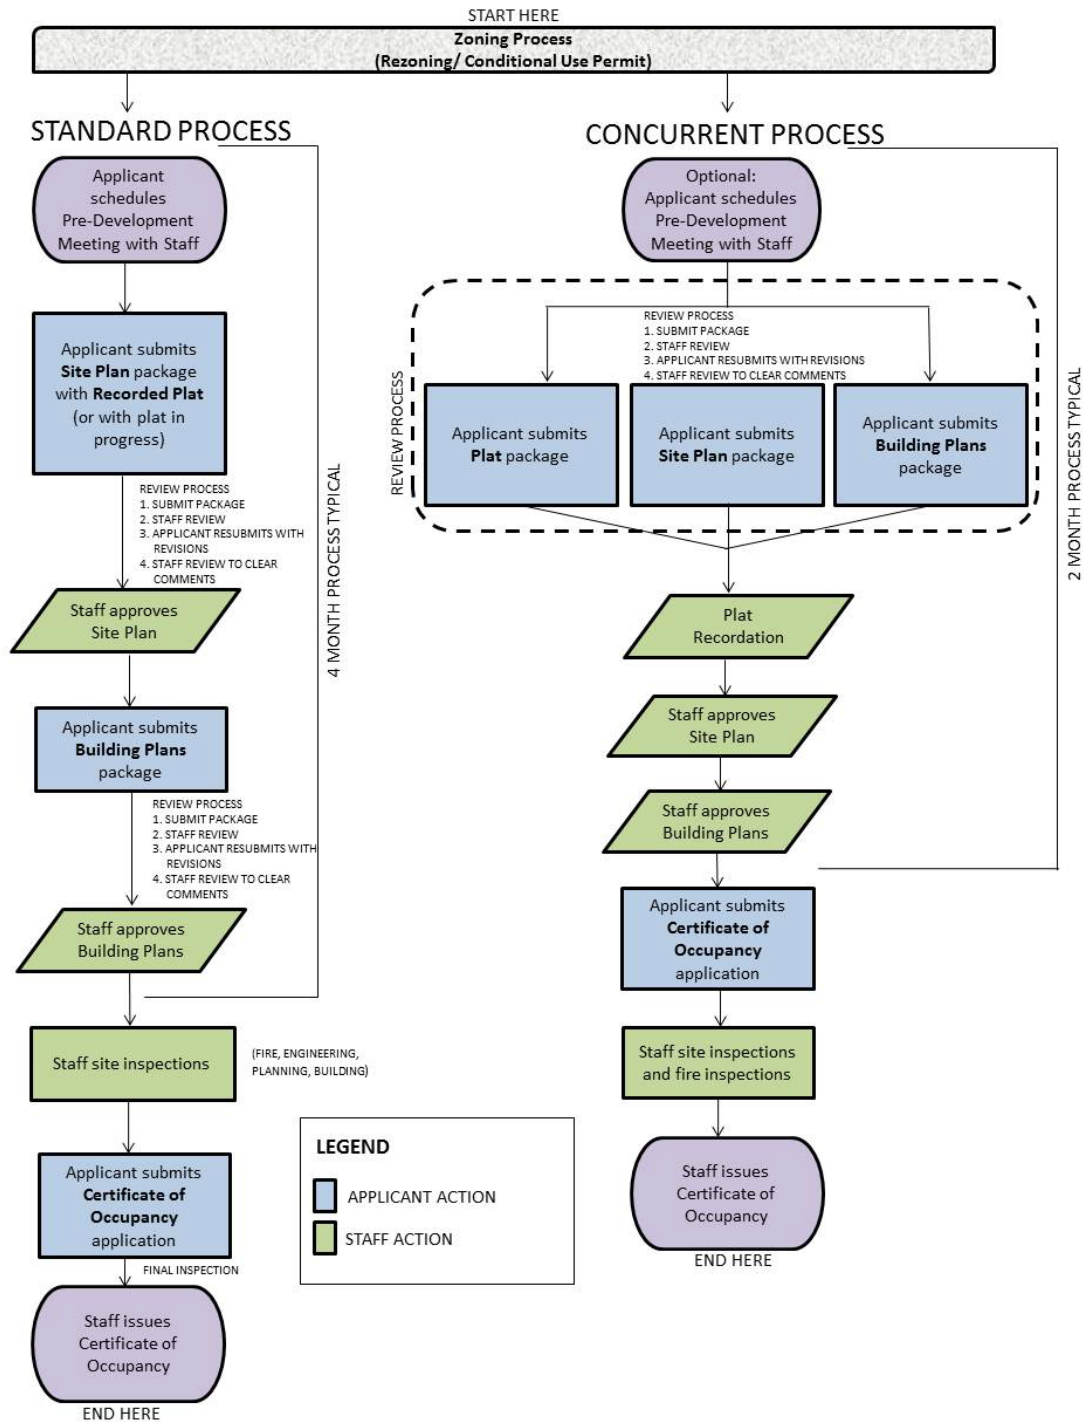 START HERE
Zoning Process
(Rezoning/ Conditional Use Permit)
STANDARD PROCESS
Applicant
schedules
Pre-Development
Meeting with Staff
Applicant submits
Site Plan package
with Recorded Plat
(or with plat in
progress)
REVIEW PROCESS
1. SUBMIT PACKAGE
2. STAFF REVIEW
3. APPLICANT RESUBMITS WITH
REVISIONS
4. STAFF REVIEW TO CLEAR
COMMENTS
Staff approves
Site Plan
Applicant submits
Building Plans
package
REVIEW PROCESS
1. SUBMIT PACKAGE
2. STAFF REVIEW
3. APPLICANT RESUBMITS WITH
REVISIONS
4. STAFF REVIEW TO CLEAR
COMMENTS
Staff approves
Building Plans
4 MONTH PROCESS TYPICAL
Staff site inspections
(FIRE, ENGINEERING,
PLANNING, BUILDING)
Applicant submits
Certificate of
Occupancy
application
FINAL INSPECTION
Staff issues
Certificate of
Occupancy
END HERE
CONCURRENT PROCESS
Optional:
Applicant schedules
Pre-Development
Meeting with Staff
REVIEW PROCESS
1. SUBMIT PACKAGE
2. STAFF REVIEW
3. APPLICANT RESUBMITS WITH REVISIONS
4. STAFF REVIEW TO CLEAR COMMENTS
REVIEW PROCESS
Applicant submits
Plat package
Applicant submits
Site Plan package
Applicant submits
Building Plans
package
2 MONTH PROCESS TYPICAL
Plat
Recordation
Staff approves
Site Plan
Staff approves
Building Plans
Applicant submits
Certificate of
Occupancy
application
Staff site inspections
and fire inspections
Staff issues
Certificate of
Occupancy
END HERE
LEGEND
APPLICANT ACTION
STAFF ACTION